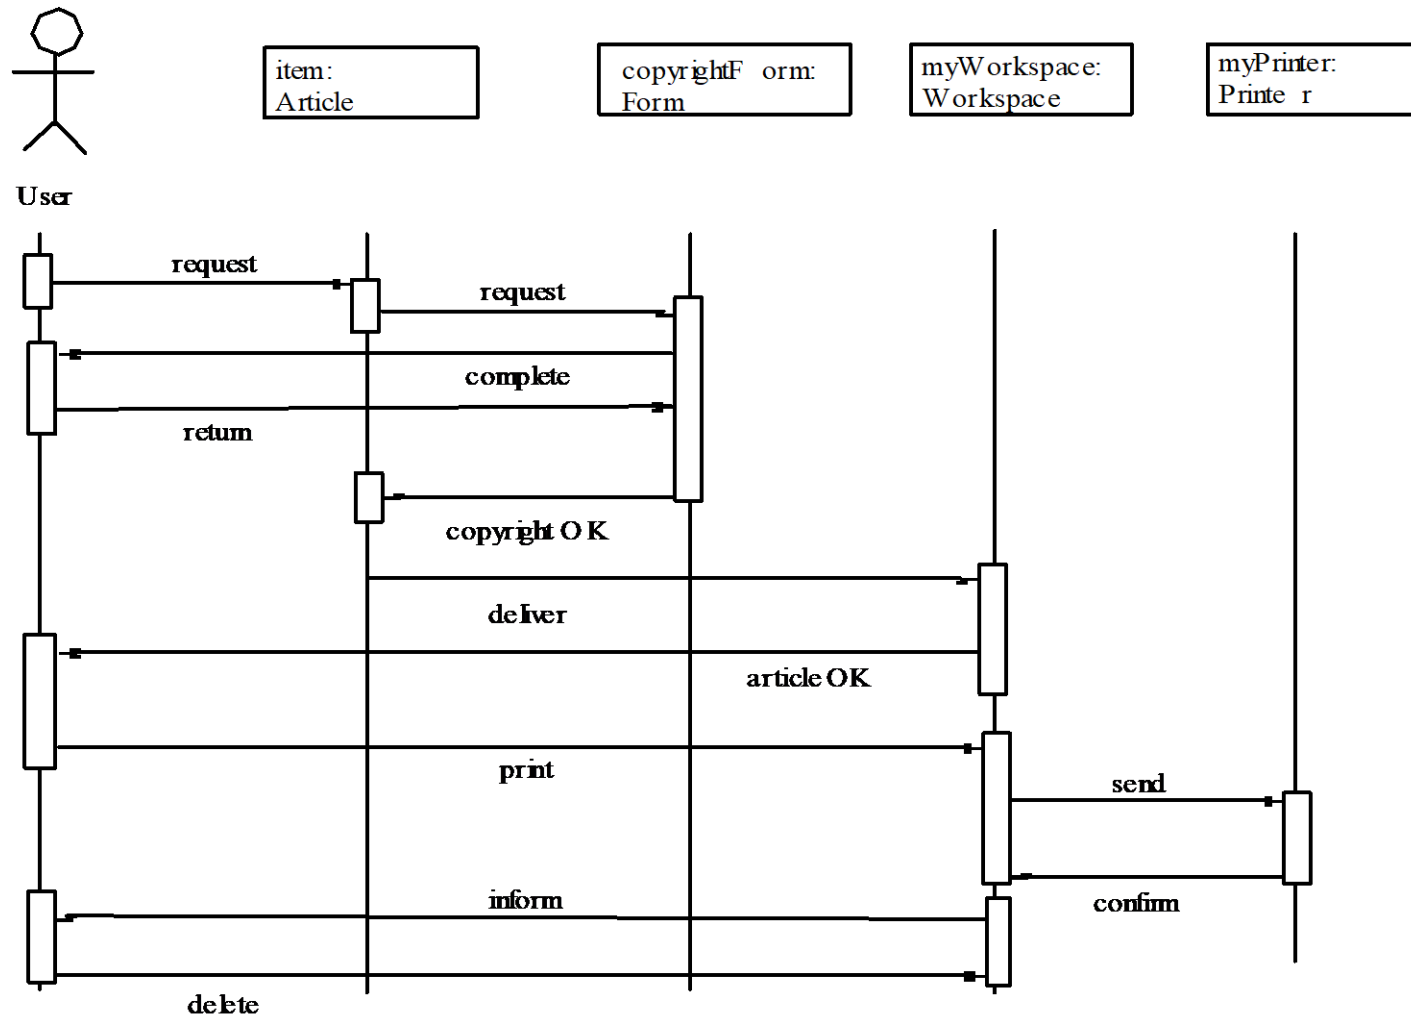 item:
Article
copyrightF orm:
Form
myWorkspace:
Workspace
myPrinter:
Printe r
User
request
request
complete
return
copyright OK
deliver
article OK
print
send
confirm
inform
delete